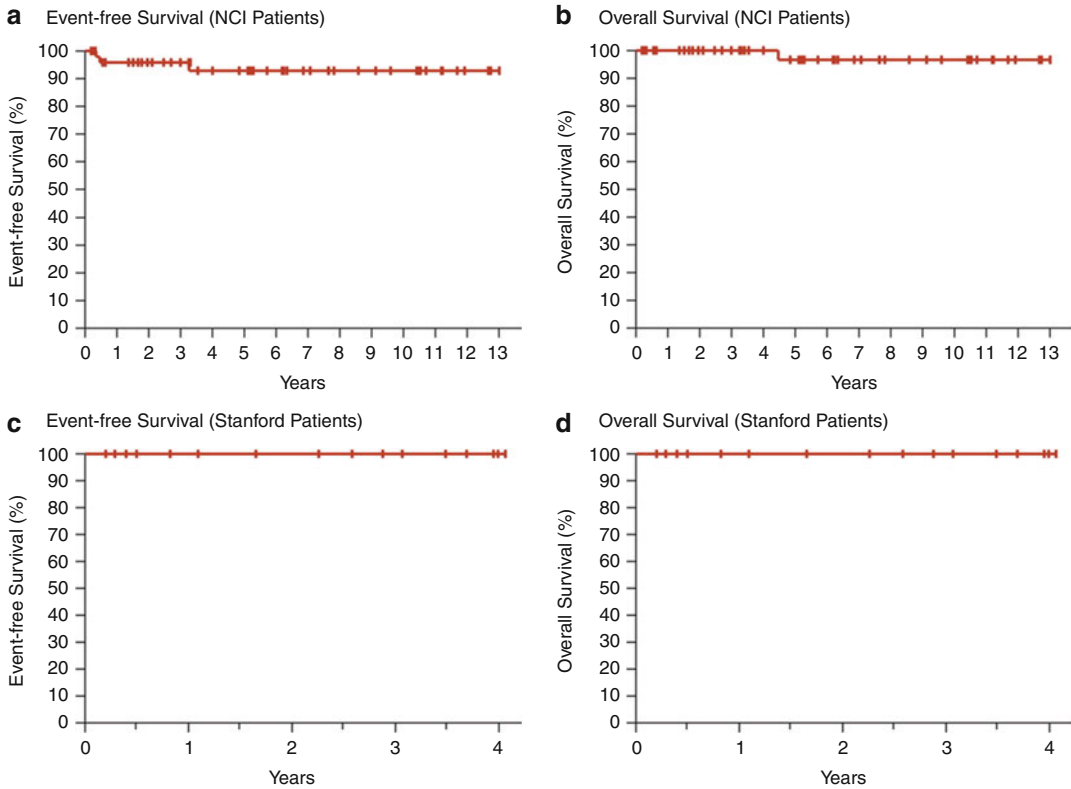 a Event-free Survival (NCI Patients)
Event-free Survival (%)
100
90
80
70
60
50
40
30
20
10
0
0 1 2 3 4 5 6 7 8 9 10 11 12 13
Years
b Overall Survival (NCI Patients)
Overall Survival (%)
100
90
80
70
60
50
40
30
20
10
0
0 1 2 3 4 5 6 7 8 9 10 11 12 13
Years
c Event-free Survival (Stanford Patients)
Event-free Survival (%)
100
90
80
70
60
50
40
30
20
10
0
0 1 2 3 4
Years
d Overall Survival (Stanford Patients)
Overall Survival (%)
100
90
80
70
60
50
40
30
20
10
0
0 1 2 3 4
Years